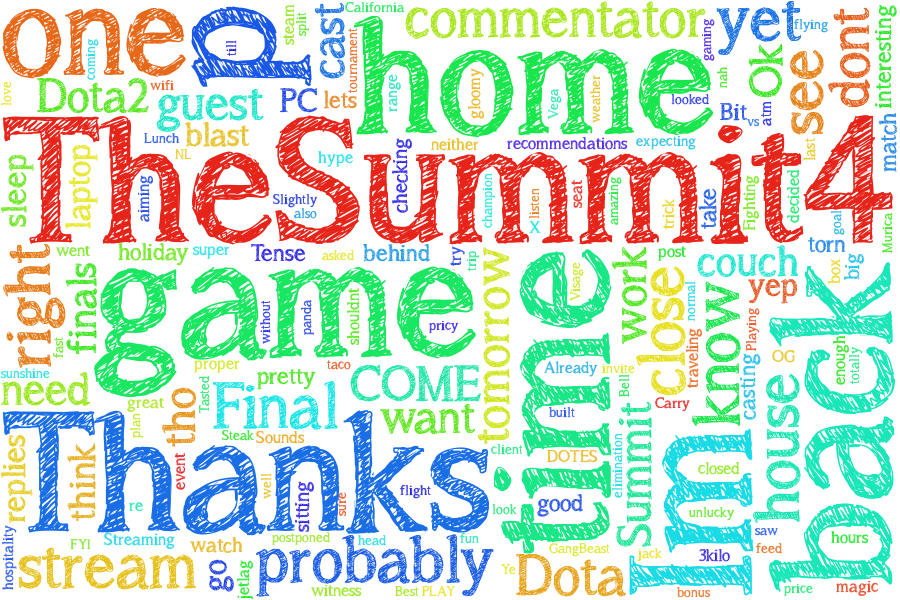 one
p
till
cast
steam
split
California
tournament
commentator
yet
flying
gaming
ok
see
dont
interesting
love
coming
wifi
Dota2
guest
PC
lets
home
range
gloomy
Vega
weather
looked
nah
Bit
vs
atm
last
match
Lunch
blast
NL
hype
neither
recommendations
expecting
TheSummit4
sleep
laptop
aiming
Slightly
also
checking
champion
X
listen
seat
amazing
trick
take
Fighting
decided
goal
Murica
torn
big
box
went
holiday
super
Tense
asked
behind
try
trip
tomorrow
post
couch
yep
right
finals
fast
game
without
panda
shouldnt
pricy
time
Visage
work
close
normal
traveling
know
Playing
casting
back
enough
totally
OG
sunshine
proper
taco
need
great
plan
Tasted
pretty
COME
Already
invite
built
Bell
Carry
Final
want
tho
Steak
Sounds
client
DOTES
elimination
Summit
Im
closed
house
replies
think
re
event
Thanks
well
sitting
sure
flight
look
good
unlucky
saw
hours
hospitality
FYI
Streaming
watch
postponed
head
fun
GangBeast
jack
3kilo
feed
stream
go
jetlag
probably
witness
Best
PLAY
Ye
Dota
bonus
price
magic